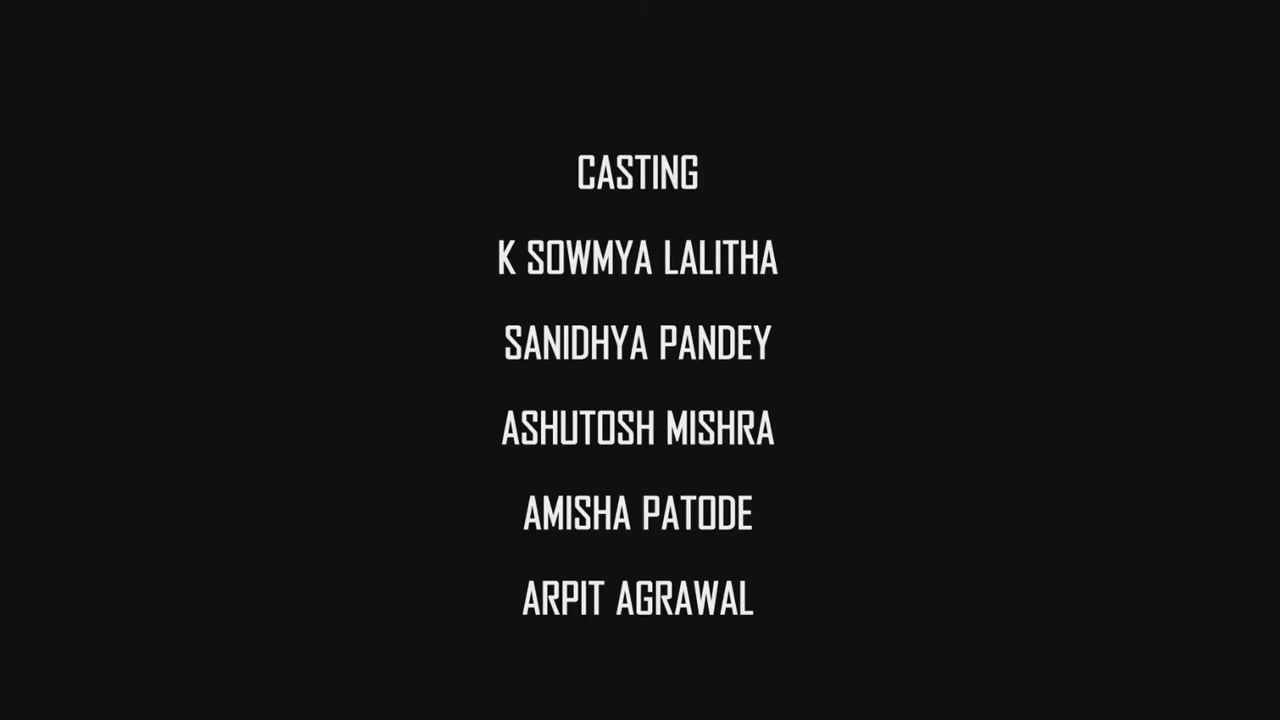 CASTING
K SOWMYA LALITHA
SANIDHYA PANDEY
ASHUTOSH MISHRA
AMISHA PATODE
ARPIT AGRAWAL